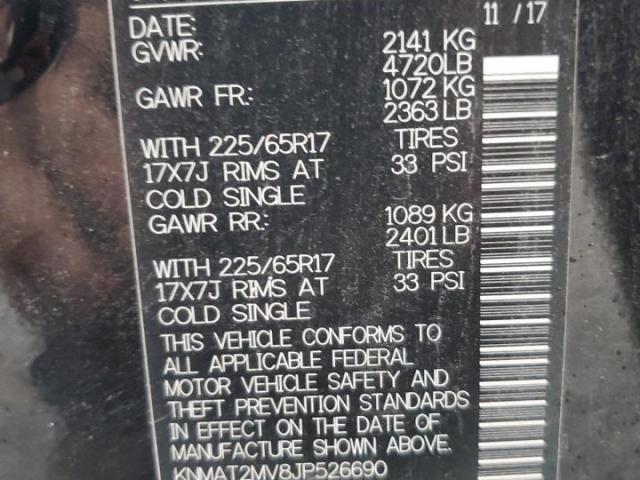 DATE: 11 / 17
GVWR: 2141 KG
4720LB
GAWR FR: 1072 KG
2363 LB
WITH 225/65R17 TIRES
17X7J RIMS AT 33 PSI
COLD SINGLE
GAWR RR: 1089 KG
2401 LB
WITH 225/65R17 TIRES
17X7J RIMS AT 33 PSI
COLD SINGLE
THIS VEHICLE CONFORMS TO
ALL APPLICABLE FEDERAL
MOTOR VEHICLE SAFETY AND
THEFT PREVENTION STANDARDS
IN EFFECT ON THE DATE OF
MANUFACTURE SHOWN ABOVE.
KNMAT2MV8JP526690